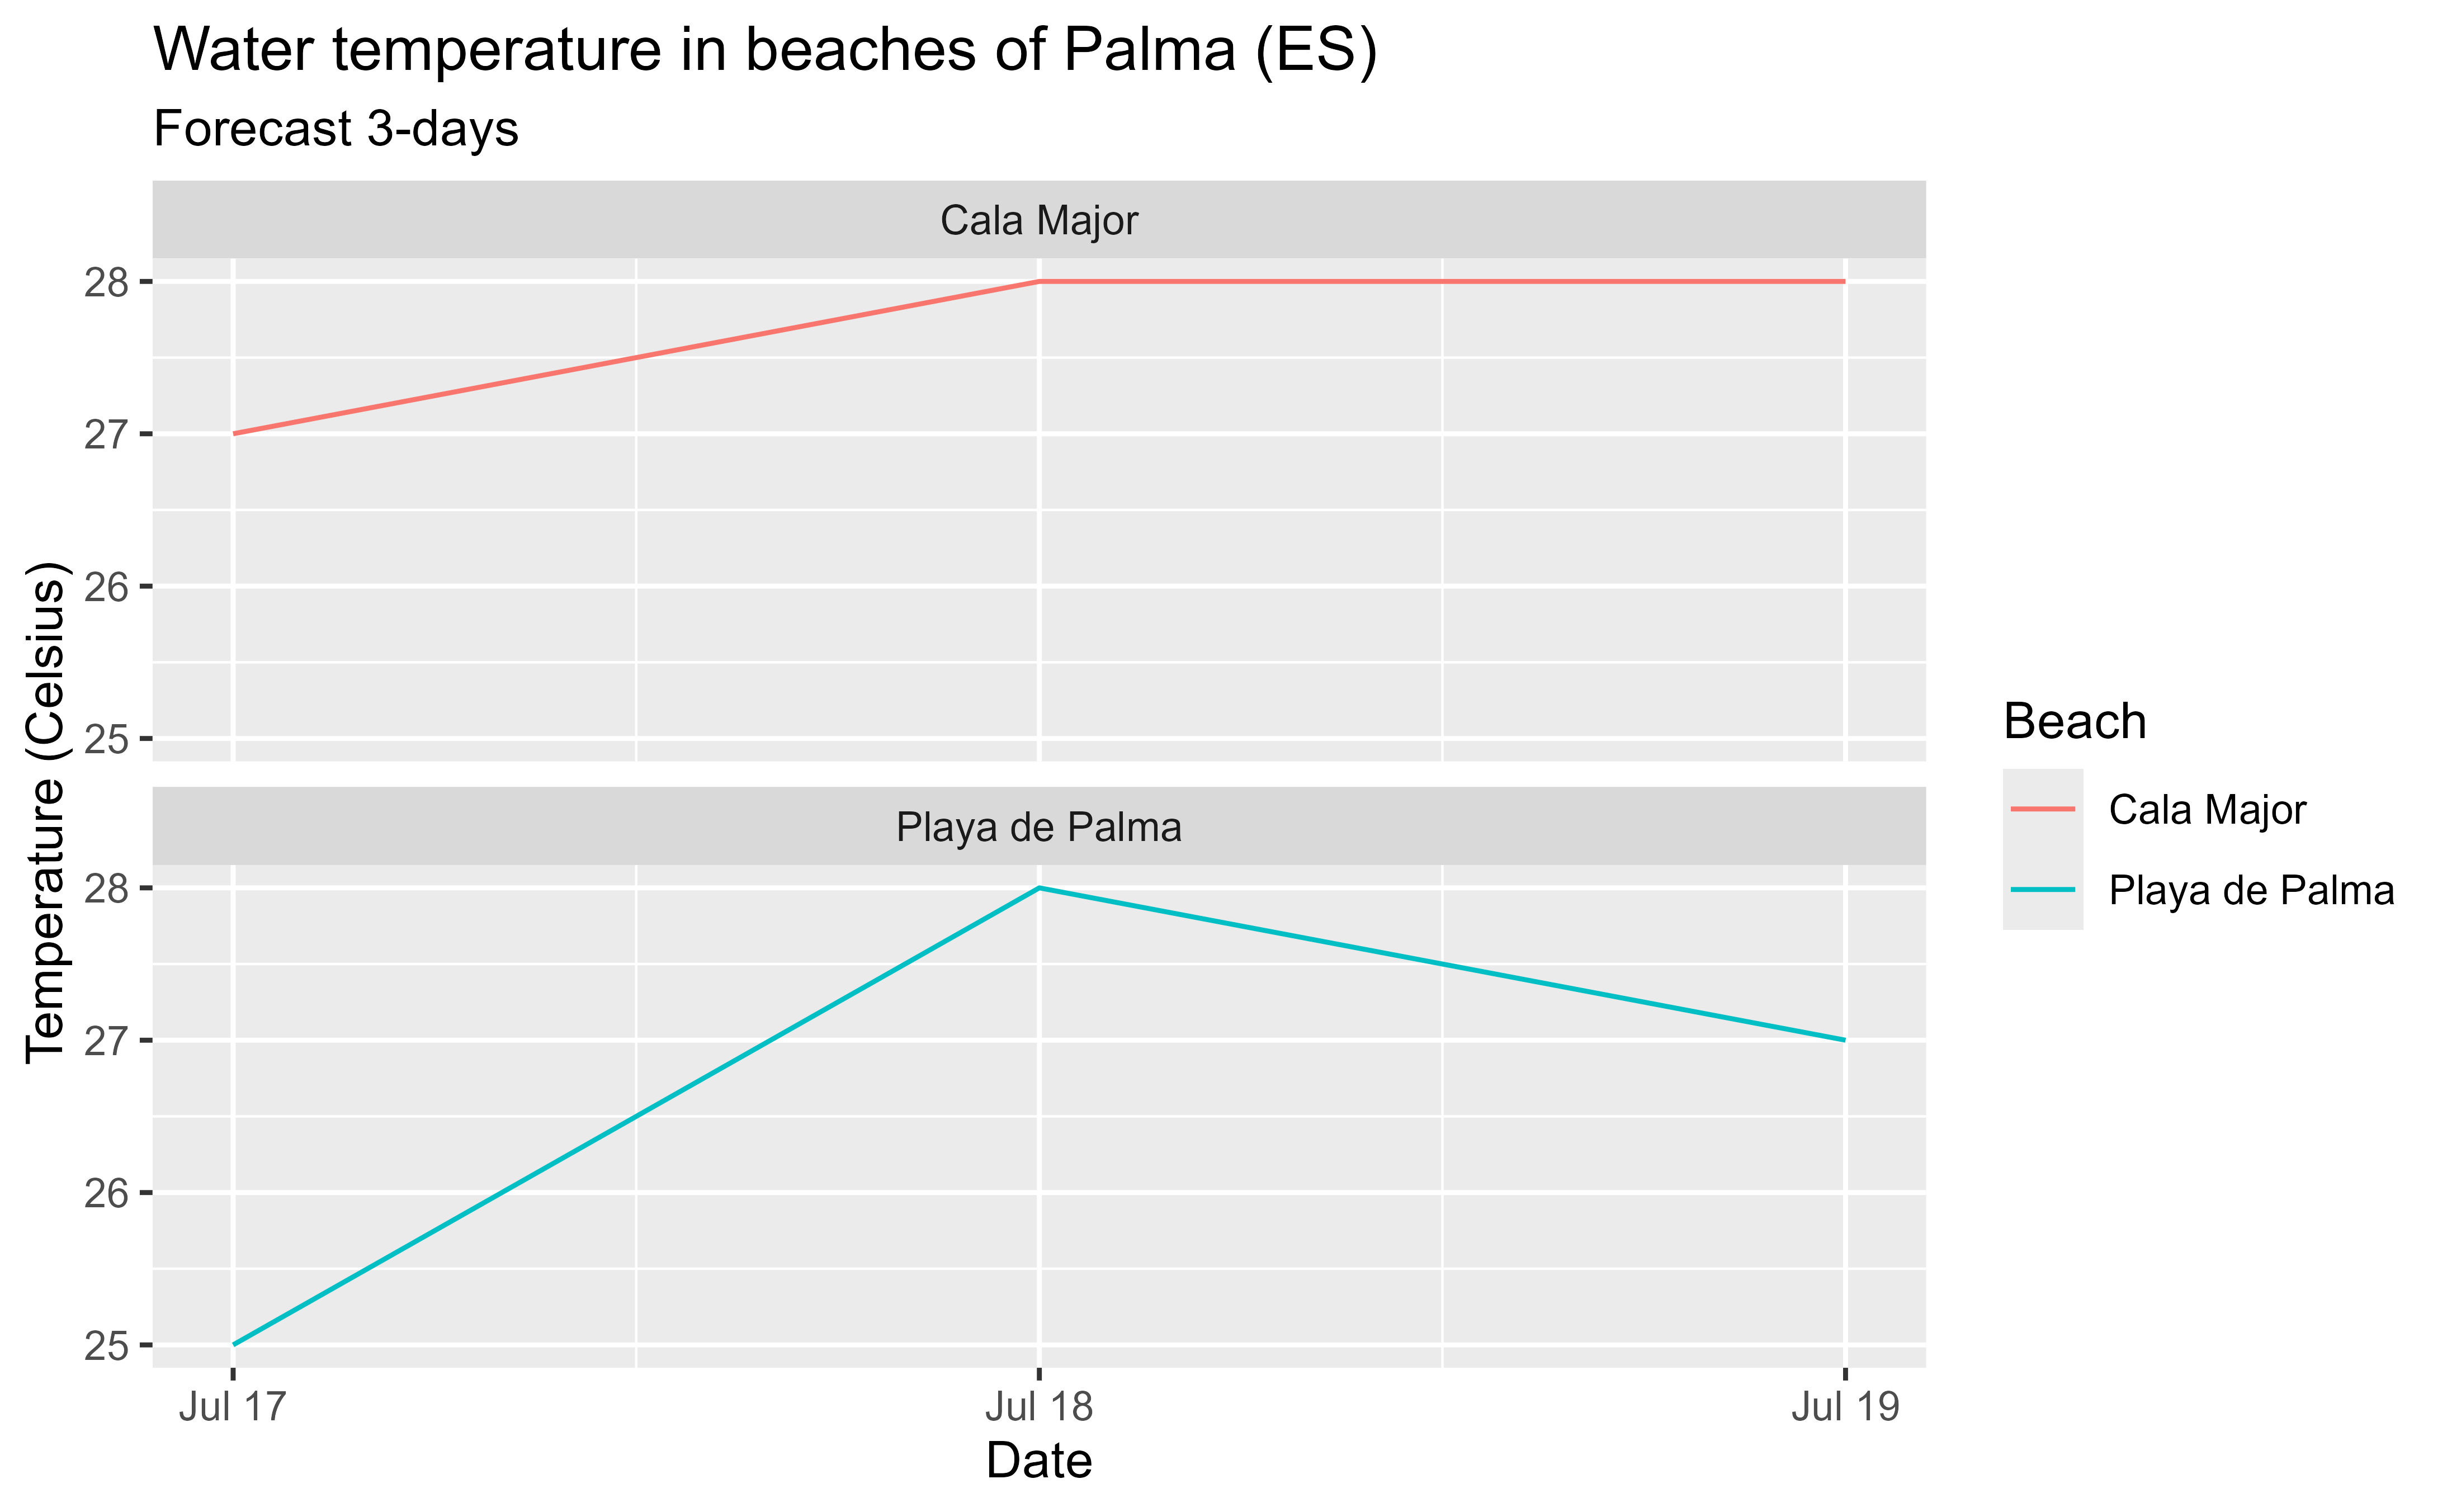 Water temperature in beaches of Palma (ES)
Forecast 3-days
Cala Major
28
27
26
25
Playa de Palma
28
27
26
25
Temperature (Celsius)
Jul 17
Jul 18
Jul 19
Date
Beach
Cala Major
Playa de Palma